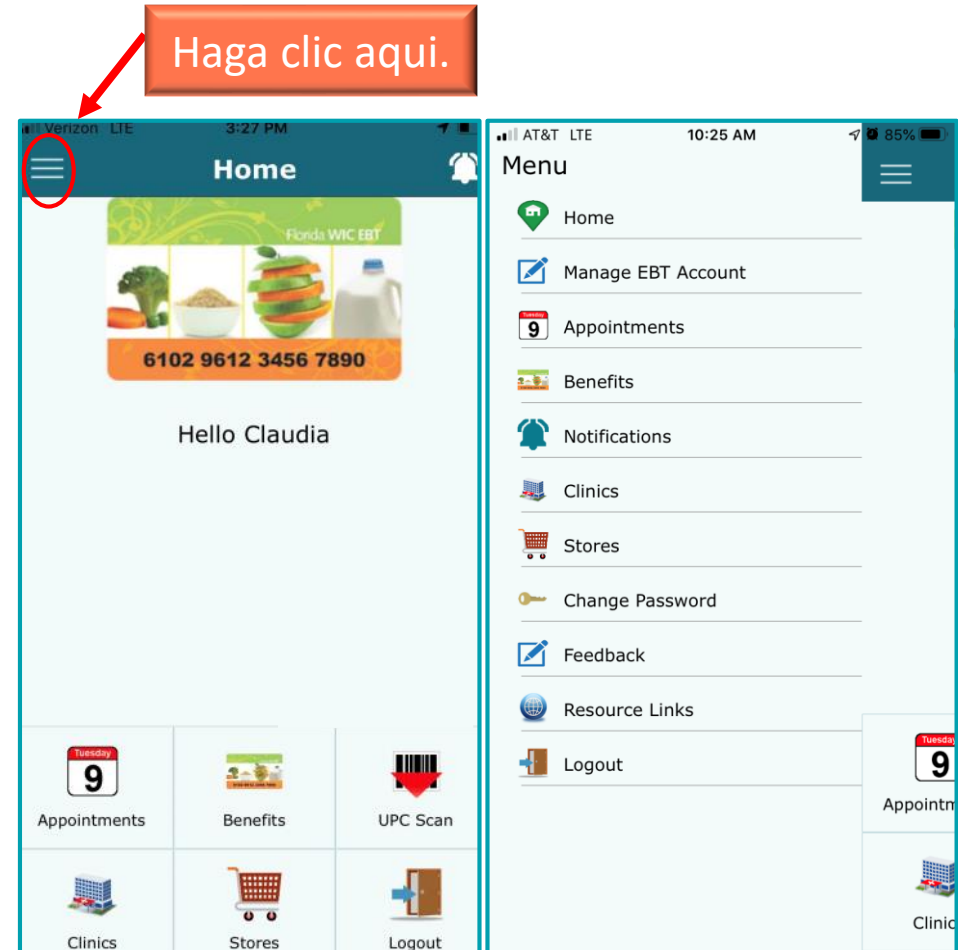 Haga clic aqui.
Verizon LTE 3:27 PM
Home
Florida WIC EBT
6102 9612 3456 7890
Hello Claudia
Tuesday
9
Appointments
Benefits
UPC Scan
Clinics
Stores
Logout
AT&T LTE 10:25 AM 85%
Menu
Home
Manage EBT Account
Tuesday
9
Appointments
Benefits
Notifications
Clinics
Stores
Change Password
Feedback
Resource Links
Logout
Tuesday
9
Appointm
Clinic